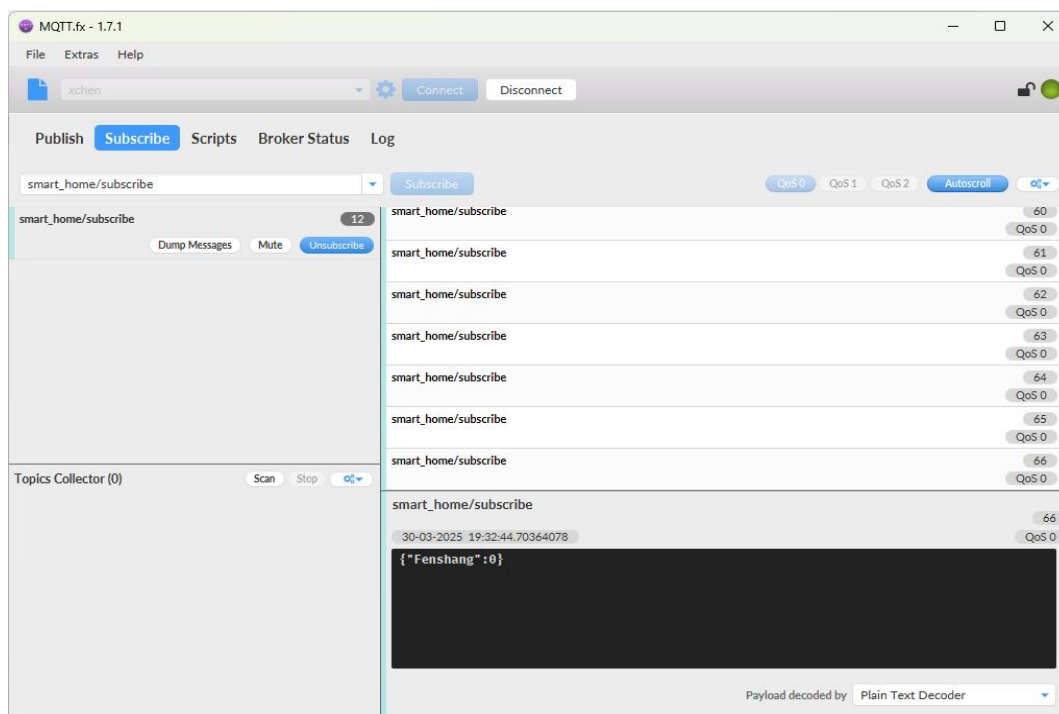 MQTT.fx - 1.7.1
File Extras Help
xchen Connect Disconnect
Publish Subscribe Scripts Broker Status Log
smart_home/subscribe Subscribe QoS 0 QoS 1 QoS 2 Autoscroll
smart_home/subscribe 12
Dump Messages Mute Unsubscribe
Topics Collector (0) Scan Stop
smart_home/subscribe 60
QoS 0
smart_home/subscribe 61
QoS 0
smart_home/subscribe 62
QoS 0
smart_home/subscribe 63
QoS 0
smart_home/subscribe 64
QoS 0
smart_home/subscribe 65
QoS 0
smart_home/subscribe 66
QoS 0
smart_home/subscribe 66
30-03-2025 19:32:44.70364078 QoS 0
{"Fenshang":0}
Payload decoded by Plain Text Decoder